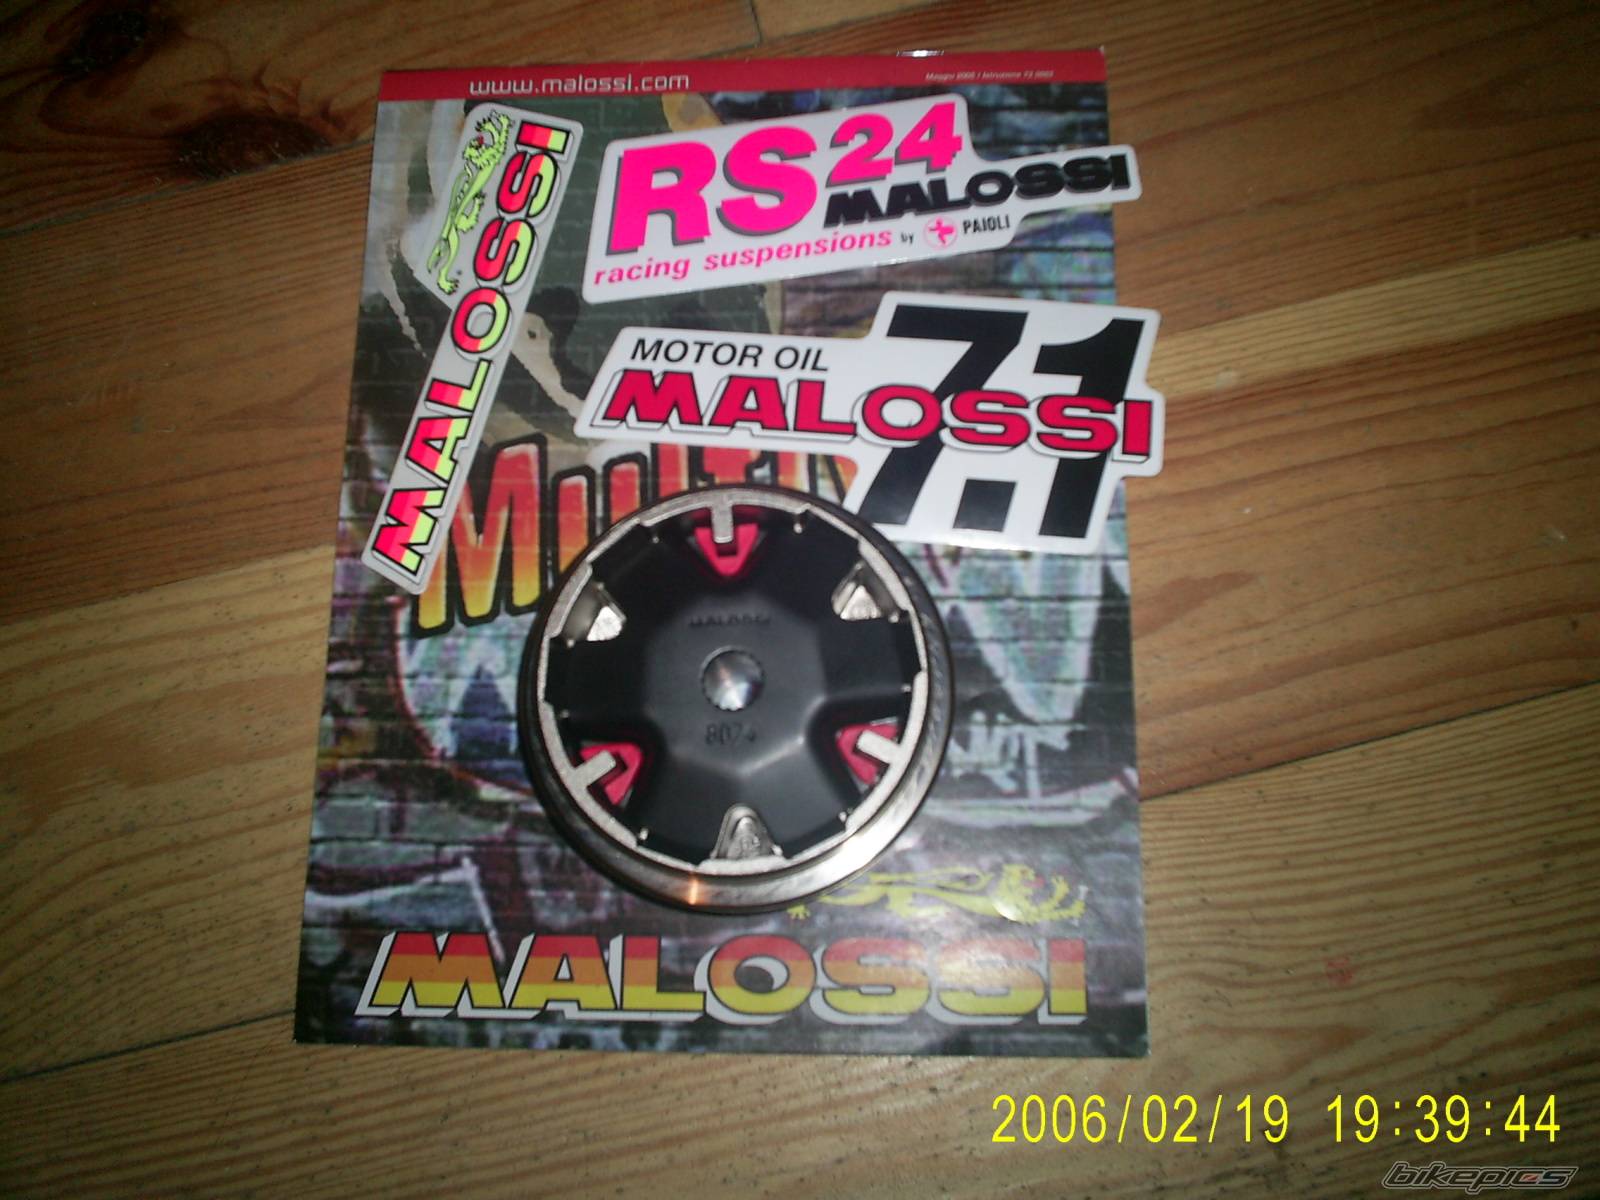 www.malossi.com
MALOSSI
RS24
MALOSSI
racing suspensions by PAIOLI
7.1
MOTOR OIL
MALOSSI
MALOSSI
MALOSSI
2006/02/19 19:39:44
bikepics